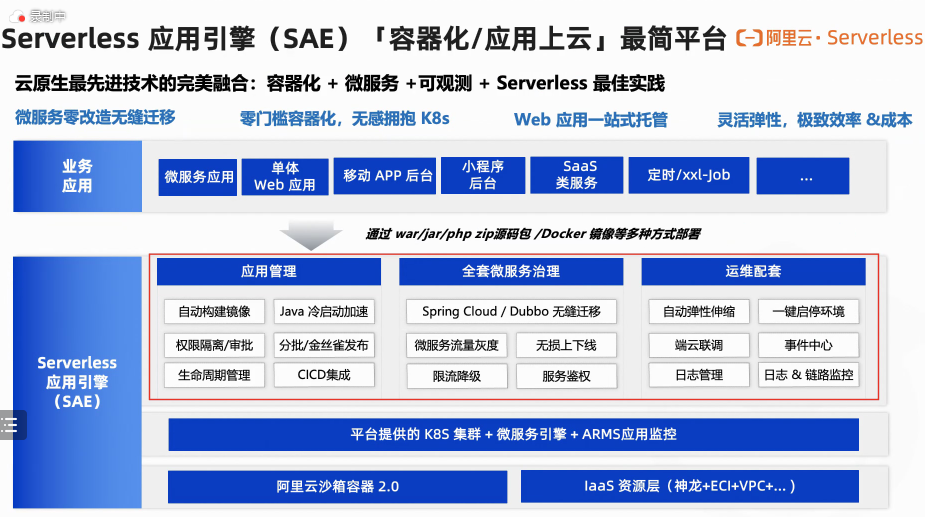 录制中
Serverless 应用引擎（SAE）「容器化/应用上云」最简平台
阿里云 · Serverless
云原生最先进技术的完美融合：容器化 + 微服务 +可观测 + Serverless 最佳实践
微服务零改造无缝迁移
零门槛容器化，无感拥抱 K8s
Web 应用一站式托管
灵活弹性，极致效率 &成本
业务
应用
微服务应用
单体
Web 应用
移动 APP 后台
小程序
后台
SaaS
类服务
定时/xxl-Job
...
通过 war/jar/php zip源码包 /Docker 镜像等多种方式部署
Serverless
应用引擎
（SAE）
应用管理
自动构建镜像
Java 冷启动加速
权限隔离/审批
分批/金丝雀发布
生命周期管理
CICD集成
全套微服务治理
Spring Cloud / Dubbo 无缝迁移
微服务流量灰度
无损上下线
限流降级
服务鉴权
运维配套
自动弹性伸缩
一键启停环境
端云联调
事件中心
日志管理
日志 & 链路监控
平台提供的 K8S 集群 + 微服务引擎 + ARMS应用监控
阿里云沙箱容器 2.0
IaaS 资源层（神龙+ECI+VPC+... ）